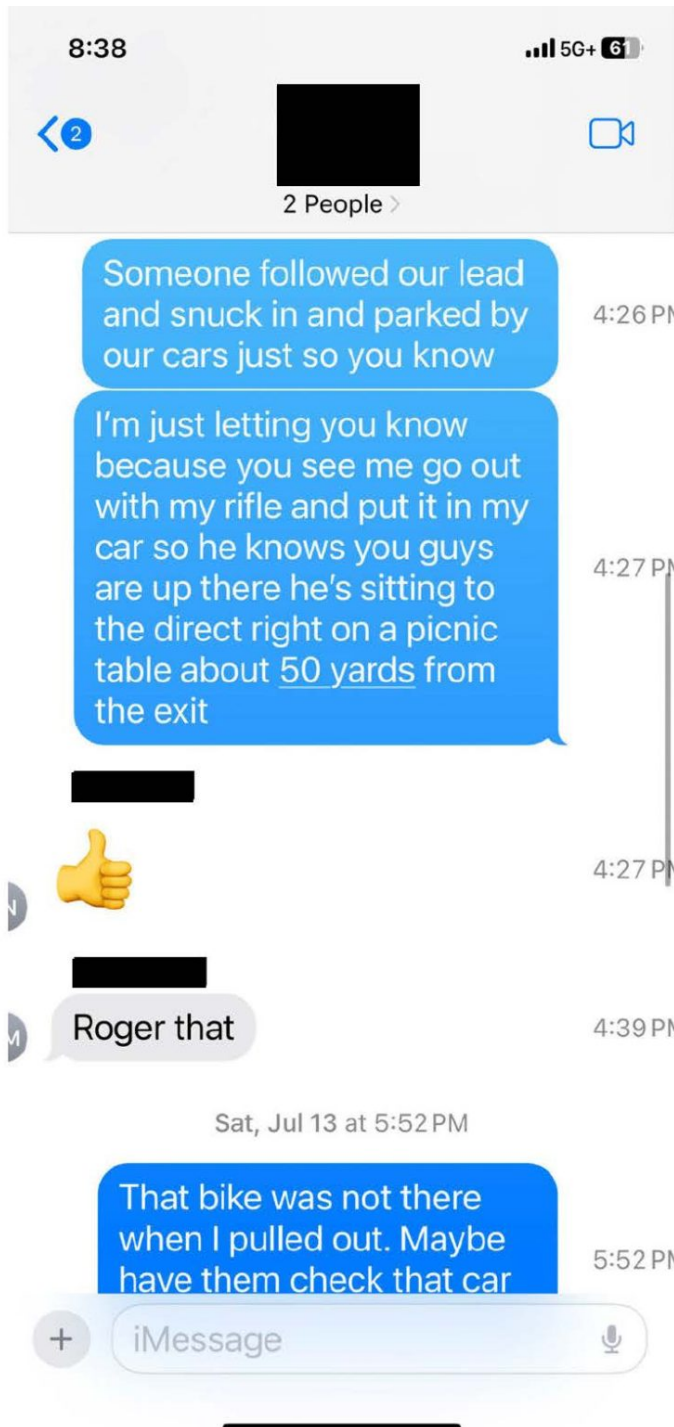 8:38
5G+ 61
2
2 People
Someone followed our lead
and snuck in and parked by
our cars just so you know
4:26 PM
I'm just letting you know
because you see me go out
with my rifle and put it in my
car so he knows you guys
are up there he's sitting to
the direct right on a picnic
table about 50 yards from
the exit
4:27 PM
4:27 PM
N
Roger that
4:39 PM
M
Sat, Jul 13 at 5:52 PM
That bike was not there
when I pulled out. Maybe
have them check that car
5:52 PM
iMessage